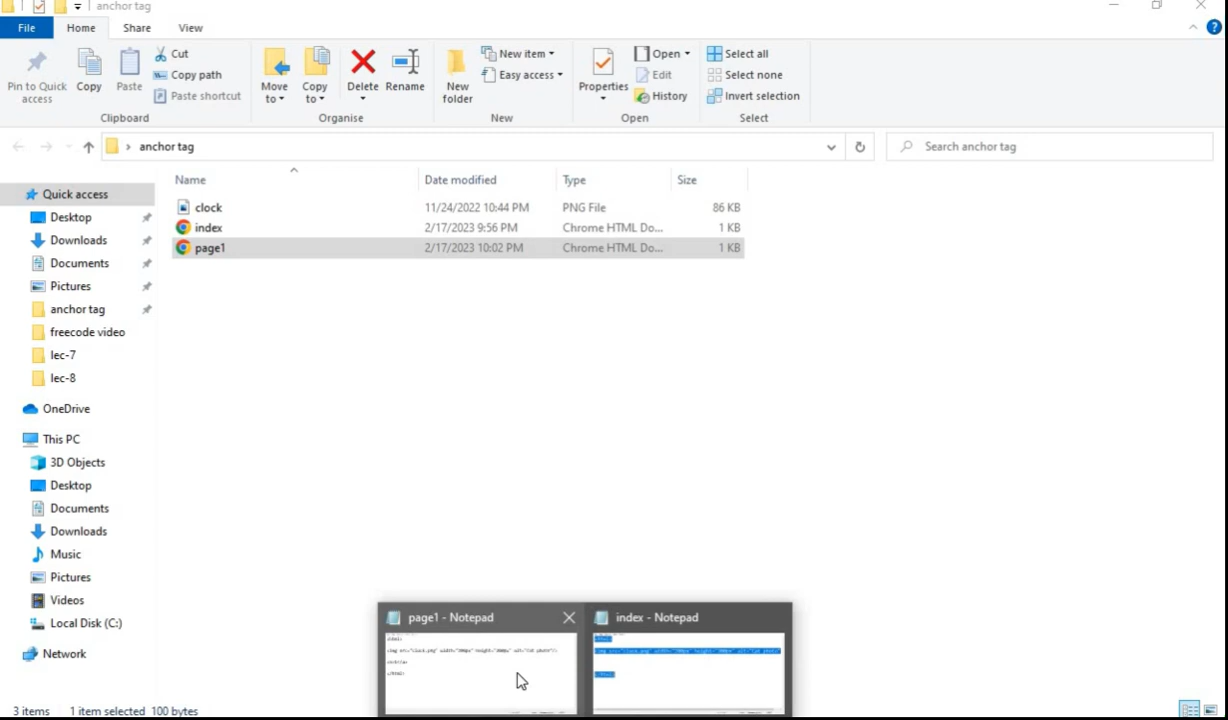 anchor tag
File Home Share View
Pin to Quick access
Copy
Paste
Cut
Copy path
Paste shortcut
Clipboard
Move to
Copy to
Delete
Rename
Organise
New folder
New item
Easy access
New
Properties
Open
Edit
History
Open
Select all
Select none
Invert selection
Select
anchor tag
Search anchor tag
Name Date modified Type Size
clock 11/24/2022 10:44 PM PNG File 86 KB
index 2/17/2023 9:56 PM Chrome HTML Do... 1 KB
page1 2/17/2023 10:02 PM Chrome HTML Do... 1 KB
Quick access
Desktop
Downloads
Documents
Pictures
anchor tag
freecode video
lec-7
lec-8
OneDrive
This PC
3D Objects
Desktop
Documents
Downloads
Music
Pictures
Videos
Local Disk (C:)
Network
page1 - Notepad
index - Notepad
3 items 1 item selected 100 bytes